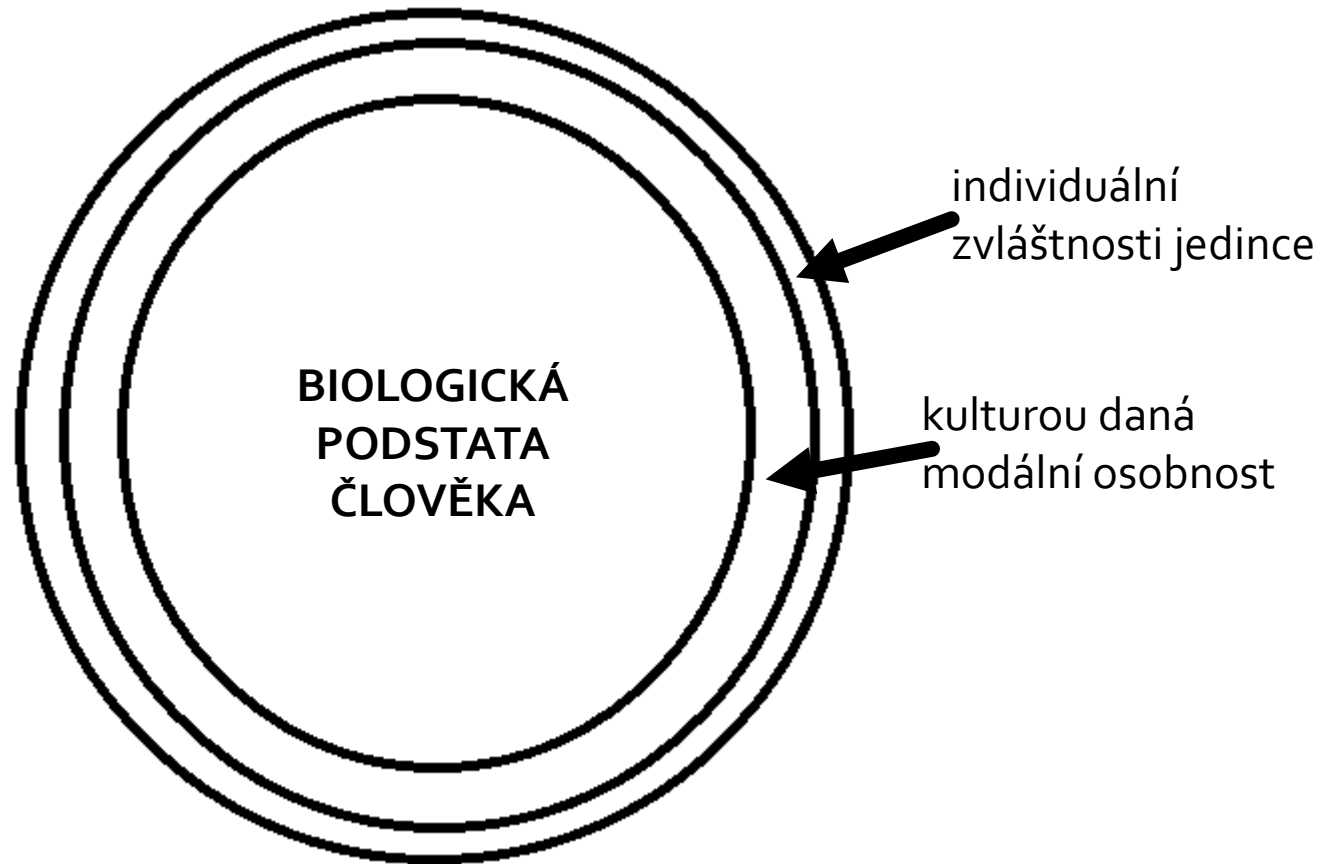 individuální
zvláštnosti jedince
BIOLOGICKÁ
PODSTATA
ČLOVĚKA
kulturou daná
modální osobnost